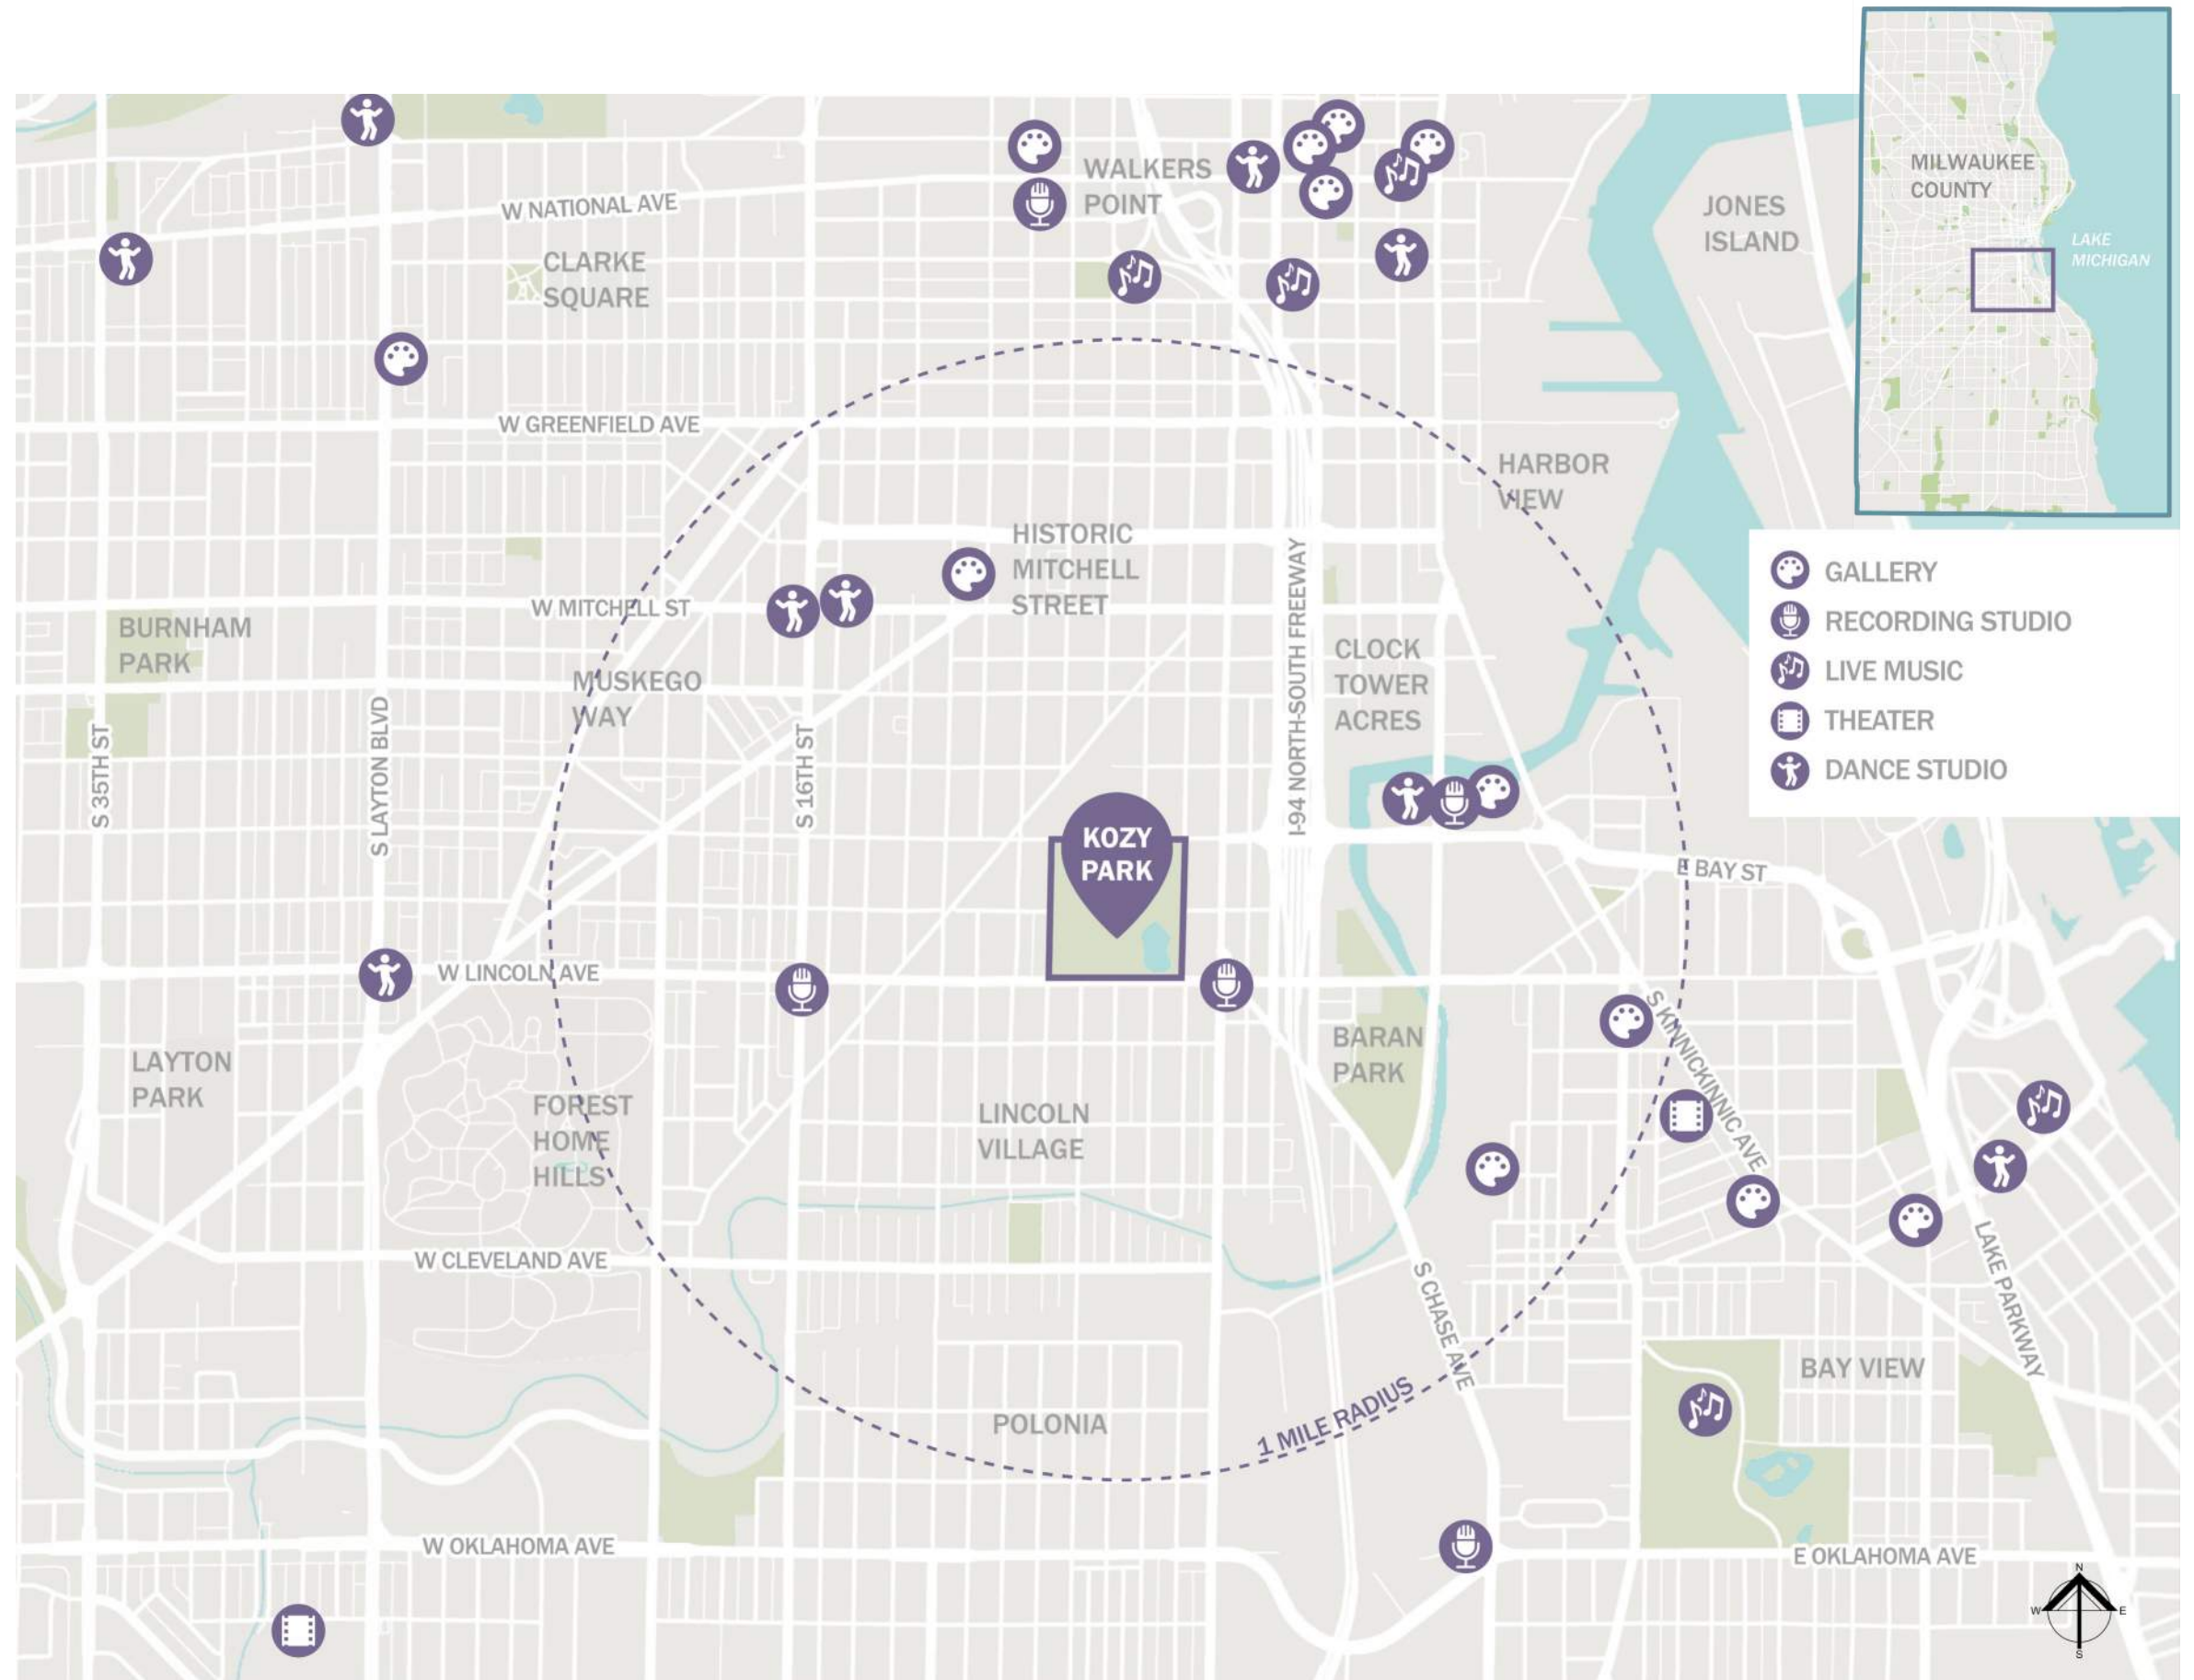 MILWAUKEE
COUNTY
LAKE
MICHIGAN
WALKERS
POINT
W NATIONAL AVE
JONES
ISLAND
CLARKE
SQUARE
W GREENFIELD AVE
HARBOR
VIEW
HISTORIC
MITCHELL
STREET
W MITCHELL ST
BURNHAM
PARK
MUSKEGO
WAY
I-94 NORTH-SOUTH FREEWAY
CLOCK
TOWER
ACRES
GALLERY
RECORDING STUDIO
LIVE MUSIC
THEATER
DANCE STUDIO
S 35TH ST
S LAYTON BLVD
S 16TH ST
KOZY
PARK
E BAY ST
W LINCOLN AVE
S KINNICKINNIC AVE
LAYTON
PARK
BARAN
PARK
FOREST
HOME
HILLS
LINCOLN
VILLAGE
W CLEVELAND AVE
S CHASE AVE
LAKE PARKWAY
BAY VIEW
1 MILE RADIUS
POLONIA
W OKLAHOMA AVE
E OKLAHOMA AVE
N
W
E
S